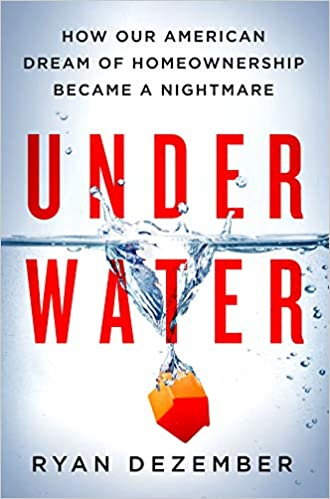 HOW OUR AMERICAN
DREAM OF HOMEOWNERSHIP
BECAME A NIGHTMARE
UNDER
WATER
RYAN DEZEMBER